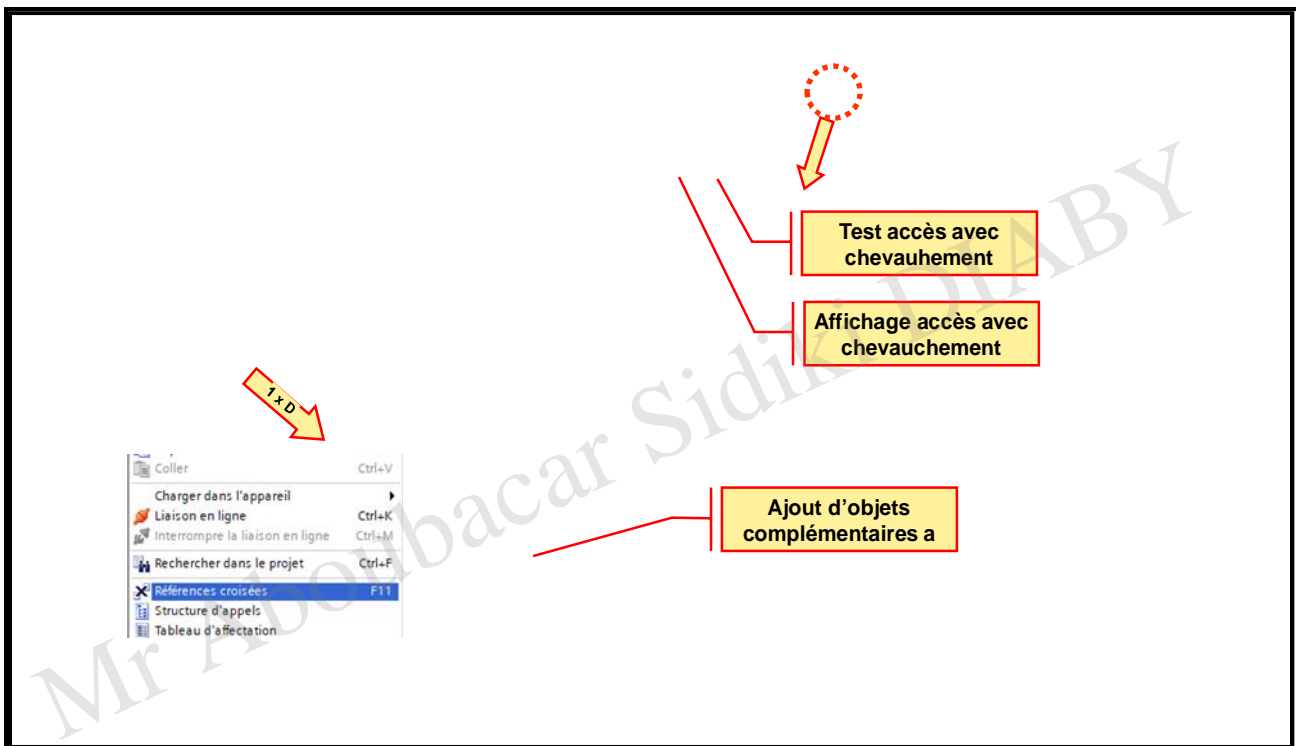 Test accès avec
chevauhement
Affichage accès avec
chevauchement
1 x D
Coller Ctrl+V
Charger dans l'appareil
Liaison en ligne Ctrl+K
Interrompre la liaison en ligne Ctrl+M
Rechercher dans le projet Ctrl+F
Références croisées F11
Structure d'appels
Tableau d'affectation
Ajout d’objets
complémentaires a
Mr Aboubacar Sidiki DIABY